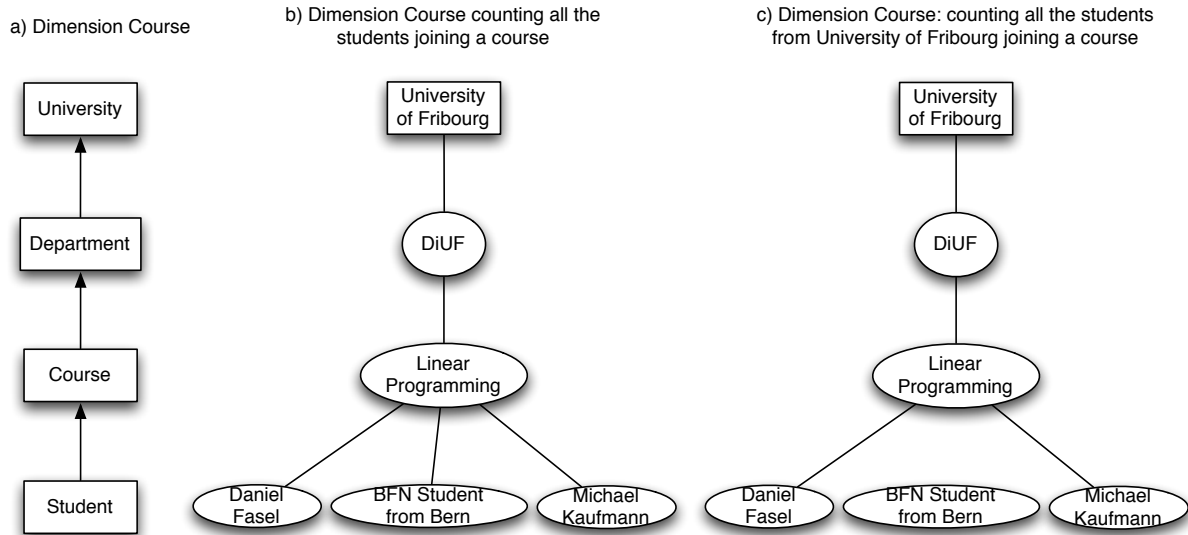 a) Dimension Course
University
Department
Course
Student
b) Dimension Course counting all the
students joining a course
University
of Fribourg
DiUF
Linear
Programming
Daniel
Fasel
BFN Student
from Bern
Michael
Kaufmann
c) Dimension Course: counting all the students
from University of Fribourg joining a course
University
of Fribourg
DiUF
Linear
Programming
Daniel
Fasel
BFN Student
from Bern
Michael
Kaufmann